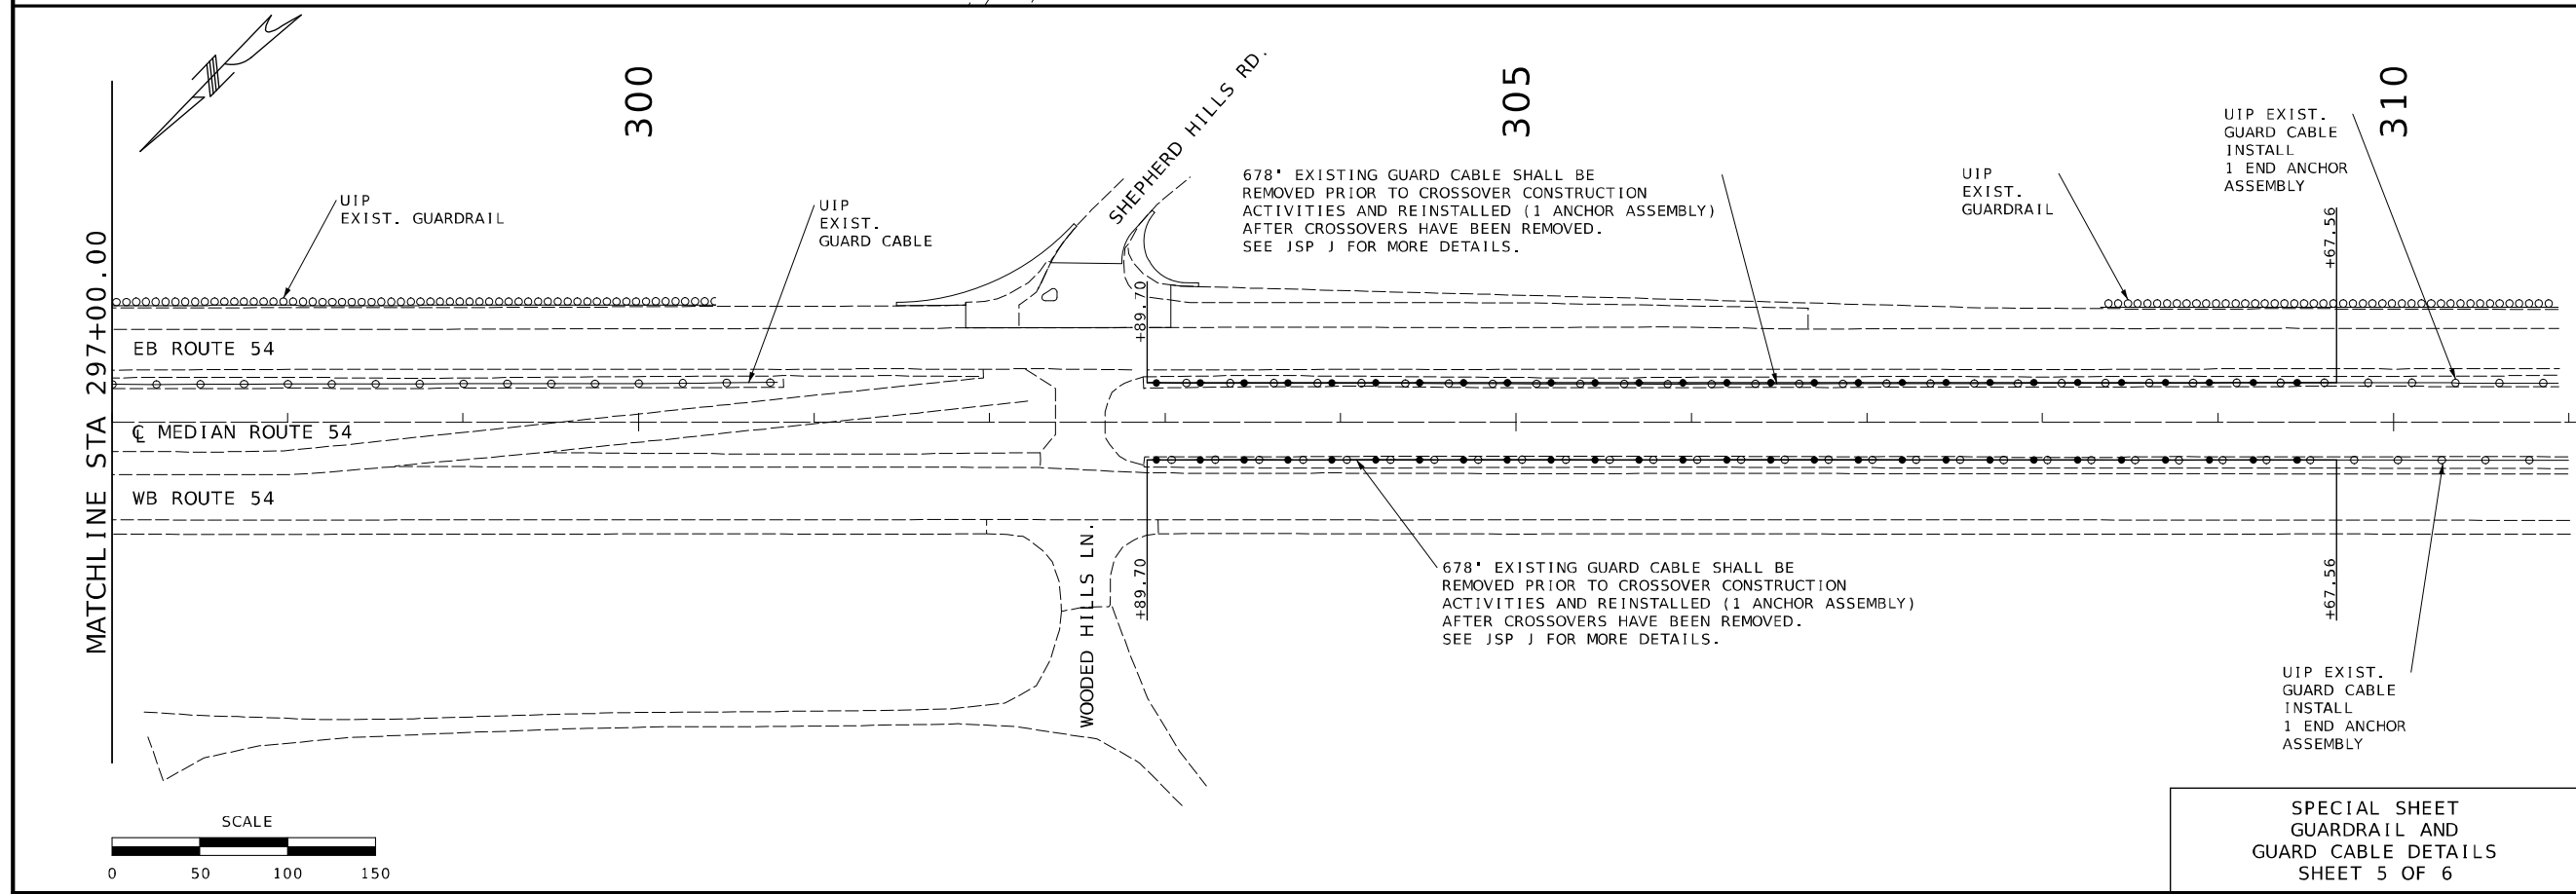 300
305
310
SHEPHERD HILLS RD.
UIP
EXIST. GUARDRAIL
UIP
EXIST.
GUARD CABLE
678' EXISTING GUARD CABLE SHALL BE
REMOVED PRIOR TO CROSSOVER CONSTRUCTION
ACTIVITIES AND REINSTALLED (1 ANCHOR ASSEMBLY)
AFTER CROSSOVERS HAVE BEEN REMOVED.
SEE JSP J FOR MORE DETAILS.
UIP
EXIST.
GUARDRAIL
UIP EXIST.
GUARD CABLE
INSTALL
1 END ANCHOR
ASSEMBLY
+89.70
+67.56
MATCHLINE STA 297+00.00
EB ROUTE 54
℄ MEDIAN ROUTE 54
WB ROUTE 54
WOODED HILLS LN.
+89.70
678' EXISTING GUARD CABLE SHALL BE
REMOVED PRIOR TO CROSSOVER CONSTRUCTION
ACTIVITIES AND REINSTALLED (1 ANCHOR ASSEMBLY)
AFTER CROSSOVERS HAVE BEEN REMOVED.
SEE JSP J FOR MORE DETAILS.
+67.56
UIP EXIST.
GUARD CABLE
INSTALL
1 END ANCHOR
ASSEMBLY
SCALE
0 50 100 150
SPECIAL SHEET
GUARDRAIL AND
GUARD CABLE DETAILS
SHEET 5 OF 6